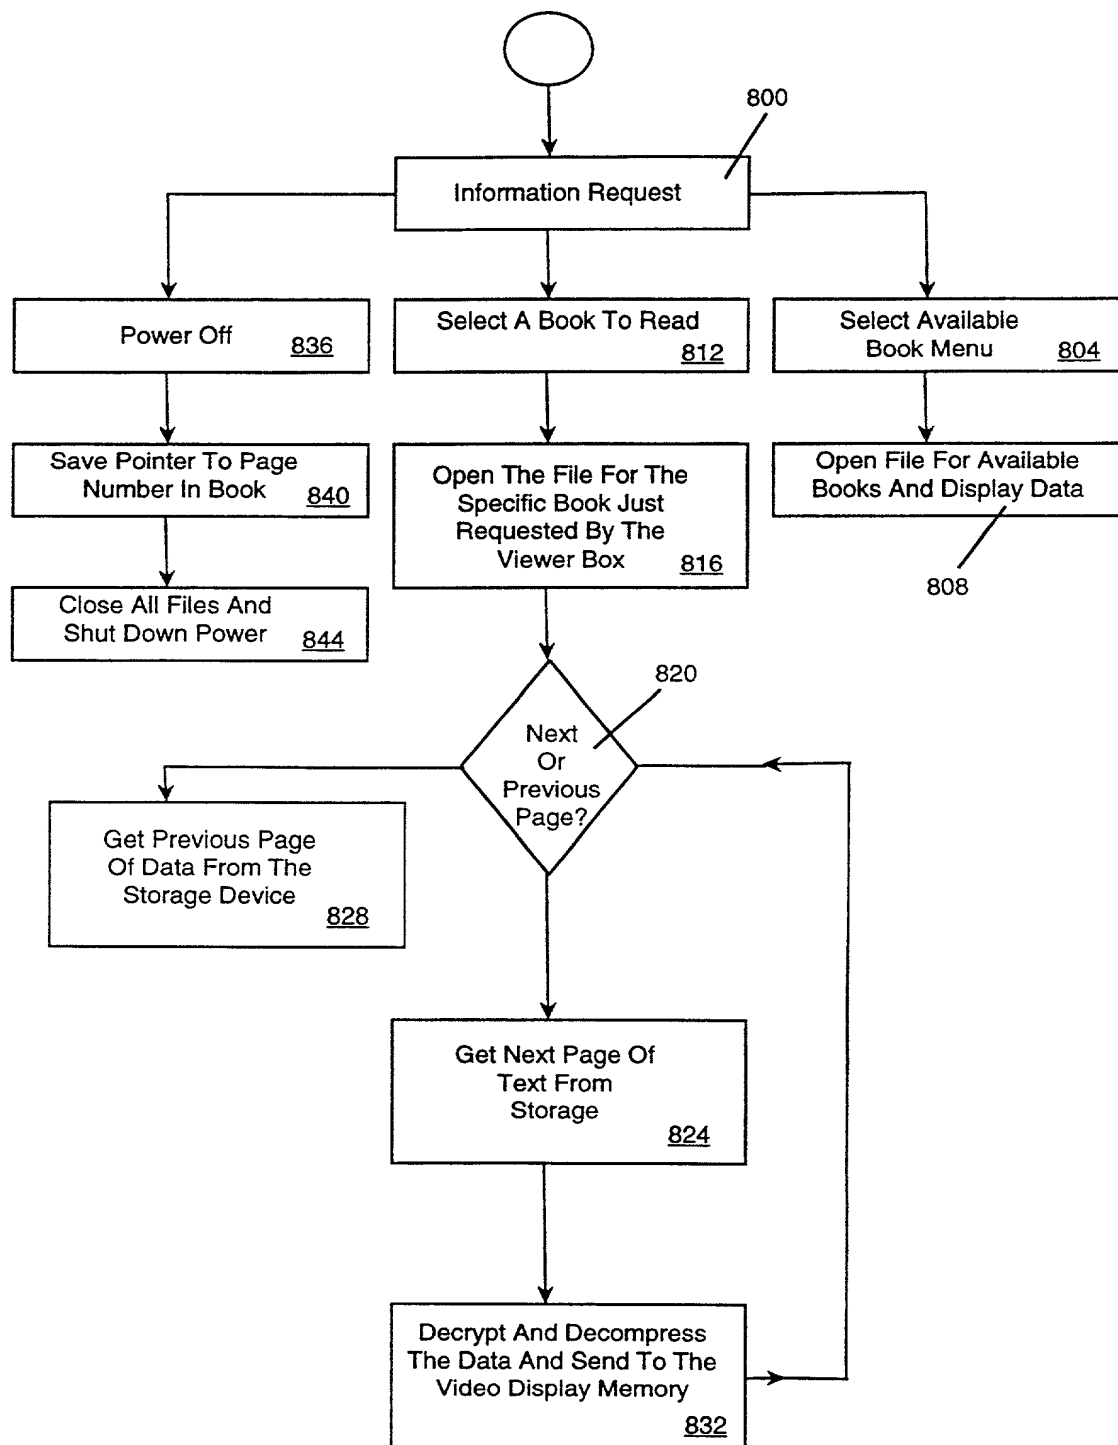 800
Information Request
Power Off
836
Select A Book To Read
812
Select Available
Book Menu
804
Save Pointer To Page
Number In Book
840
Open The File For The
Specific Book Just
Requested By The
Viewer Box
816
Open File For Available
Books And Display Data
808
Close All Files And
Shut Down Power
844
820
Next
Or
Previous
Page?
Get Previous Page
Of Data From The
Storage Device
828
Get Next Page Of
Text From
Storage
824
Decrypt And Decompress
The Data And Send To The
Video Display Memory
832